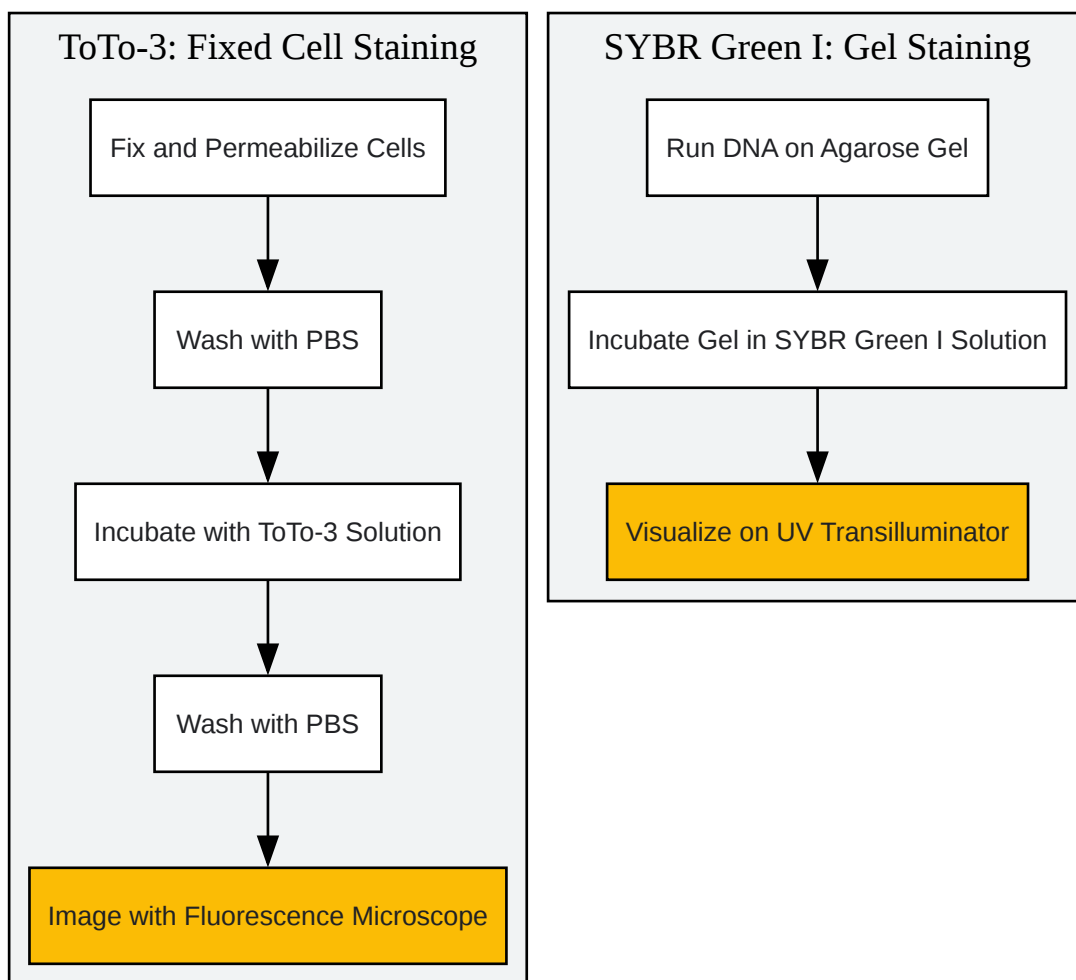 ToTo-3: Fixed Cell Staining
Fix and Permeabilize Cells
Wash with PBS
Incubate with ToTo-3 Solution
Wash with PBS
Image with Fluorescence Microscope
SYBR Green I: Gel Staining
Run DNA on Agarose Gel
Incubate Gel in SYBR Green I Solution
Visualize on UV Transilluminator